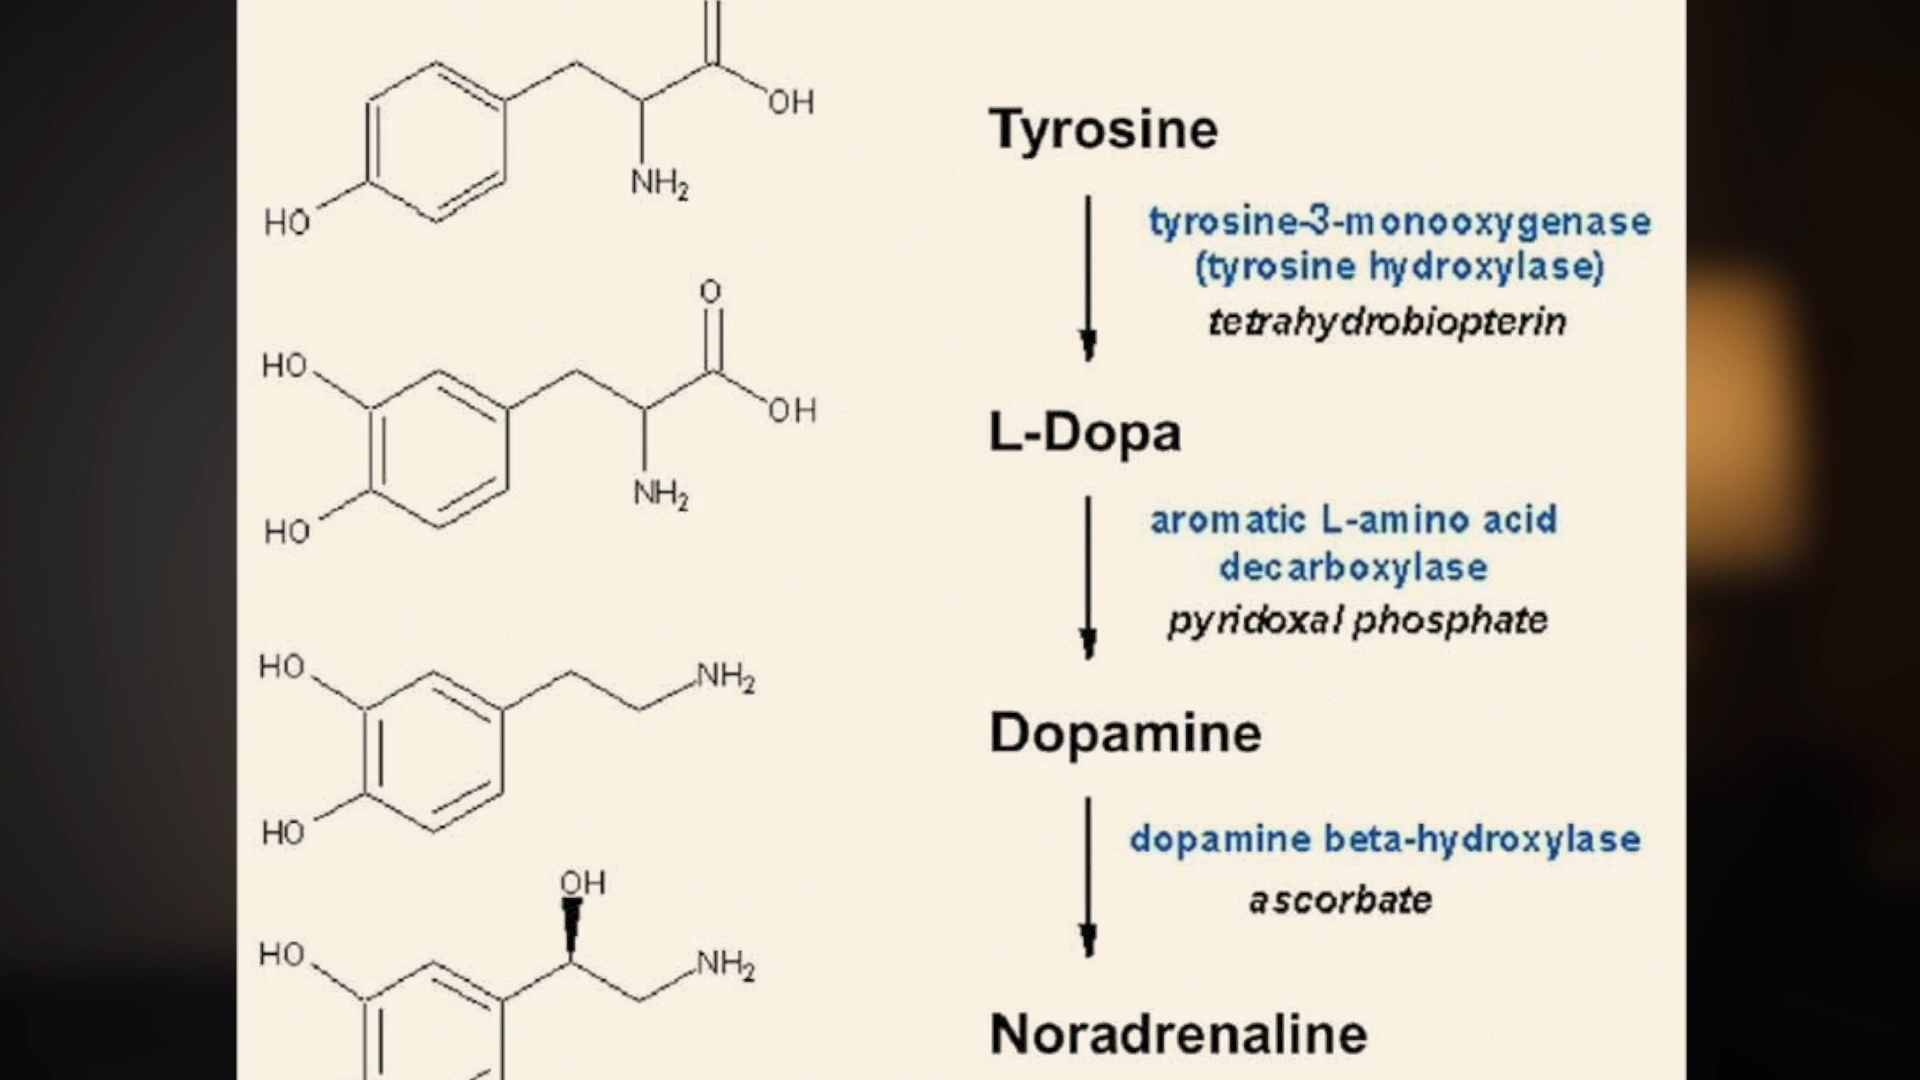 OH
NH2
HO
Tyrosine
tyrosine-3-monooxygenase
(tyrosine hydroxylase)
tetrahydrobiopterin
O
HO
OH
NH2
HO
L-Dopa
aromatic L-amino acid
decarboxylase
pyridoxal phosphate
HO
NH2
HO
Dopamine
dopamine beta-hydroxylase
ascorbate
OH
HO
NH2
Noradrenaline